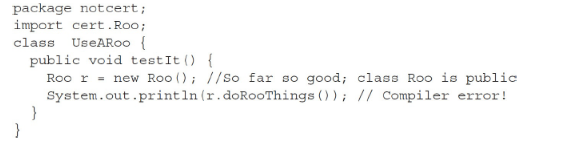 package notcert;
import cert.Roo;
class  UseARoo {
  public void testIt() {
    Roo r = new Roo(); //So far so good; class Roo is public
    System.out.println(r.doRooThings()); // Compiler error!
  }
}